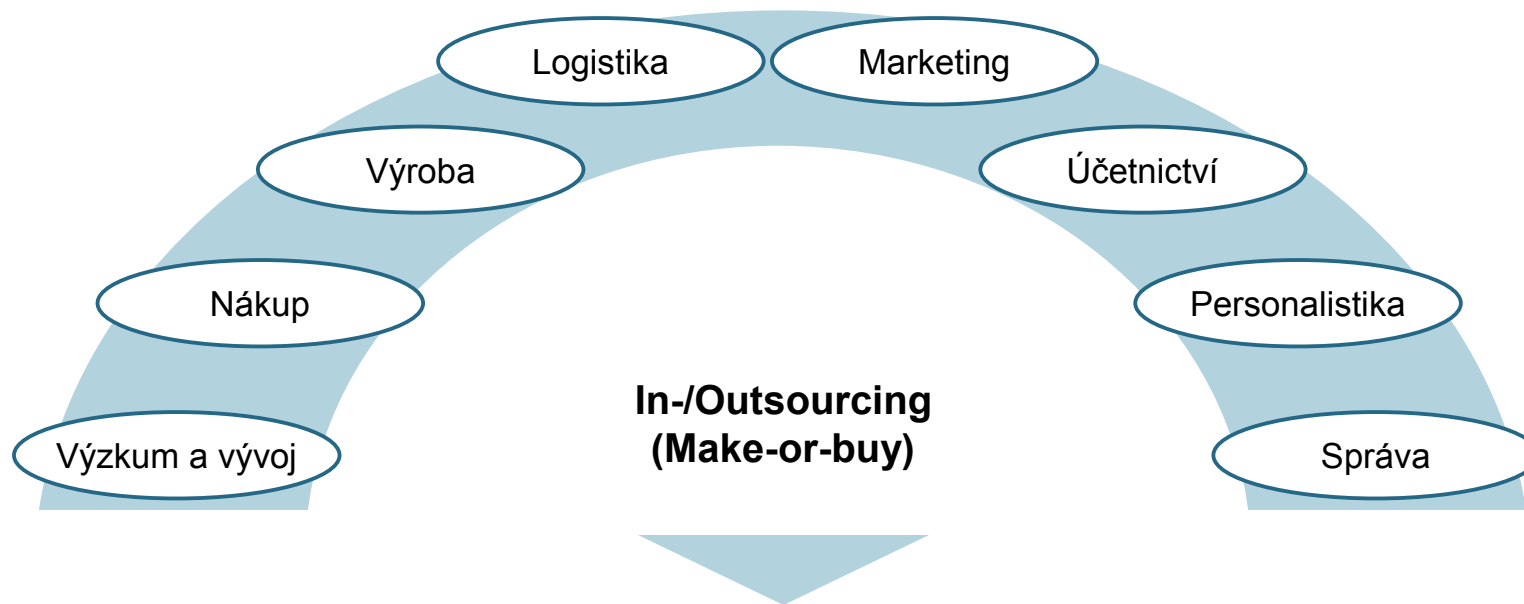 Logistika
Marketing
Výroba
Účetnictví
Nákup
Personalistika
In-/Outsourcing
(Make-or-buy)
Výzkum a vývoj
Správa